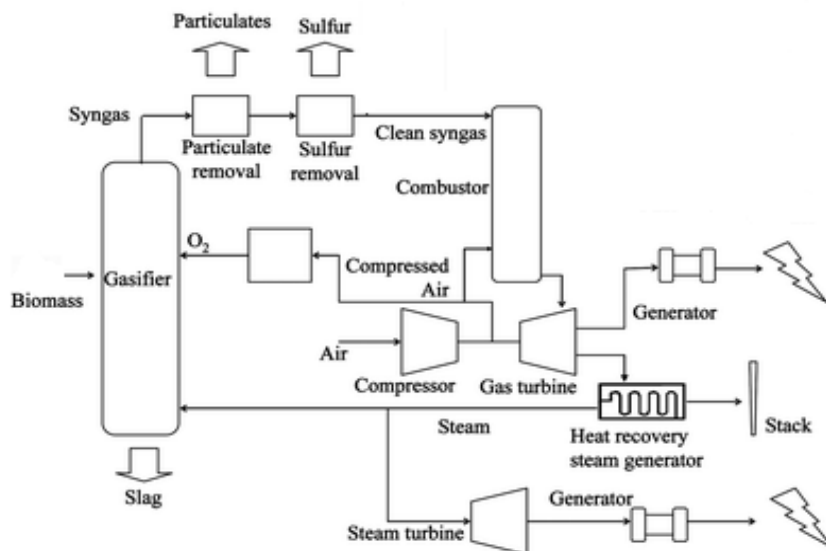 Particulates
Sulfur
Syngas
Clean syngas
Particulate
removal
Sulfur
removal
Combustor
O2
Compressed
Air
Gasifier
Biomass
Generator
Air
Compressor
Gas turbine
Steam
Heat recovery
steam generator
Stack
Slag
Steam turbine
Generator